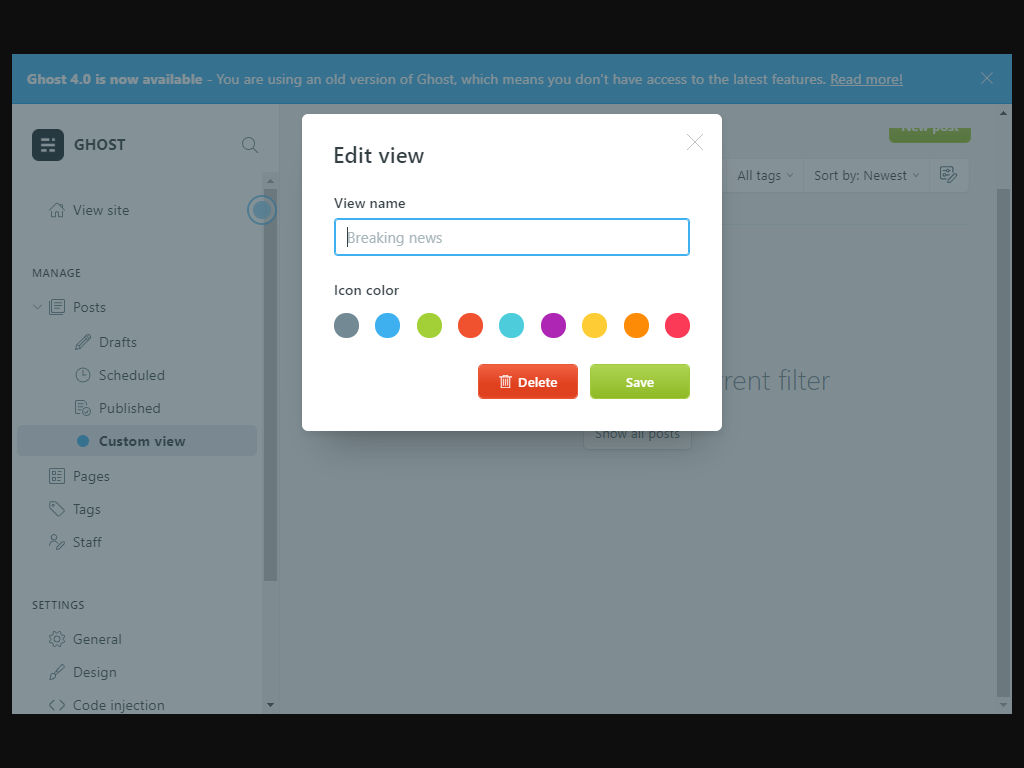 Ghost 4.0 is now available - You are using an old version of Ghost, which means you don't have access to the latest features. Read more!
GHOST
View site
MANAGE
Posts
Drafts
Scheduled
Published
Custom view
Pages
Tags
Staff
SETTINGS
General
Design
Code injection
New post
All tags
Sort by: Newest
Edit view
View name
Breaking news
Icon color
Delete
Save
rent filter
Show all posts